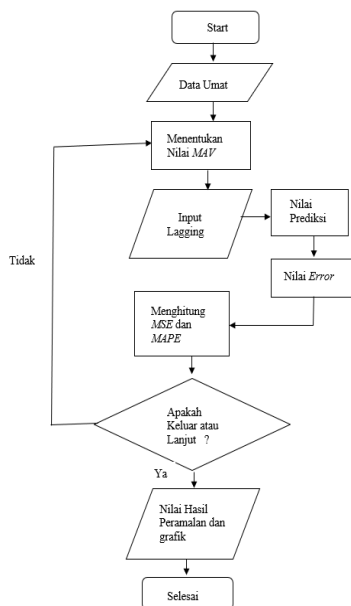 Start
Data Umat
Menentukan
Nilai MAV
Input
Lagging
Nilai
Prediksi
Tidak
Nilai Error
Menghitung
MSE dan
MAPE
Apakah
Keluar atau
Lanjut ?
Ya
Nilai Hasil
Peramalan dan
grafik
Selesai